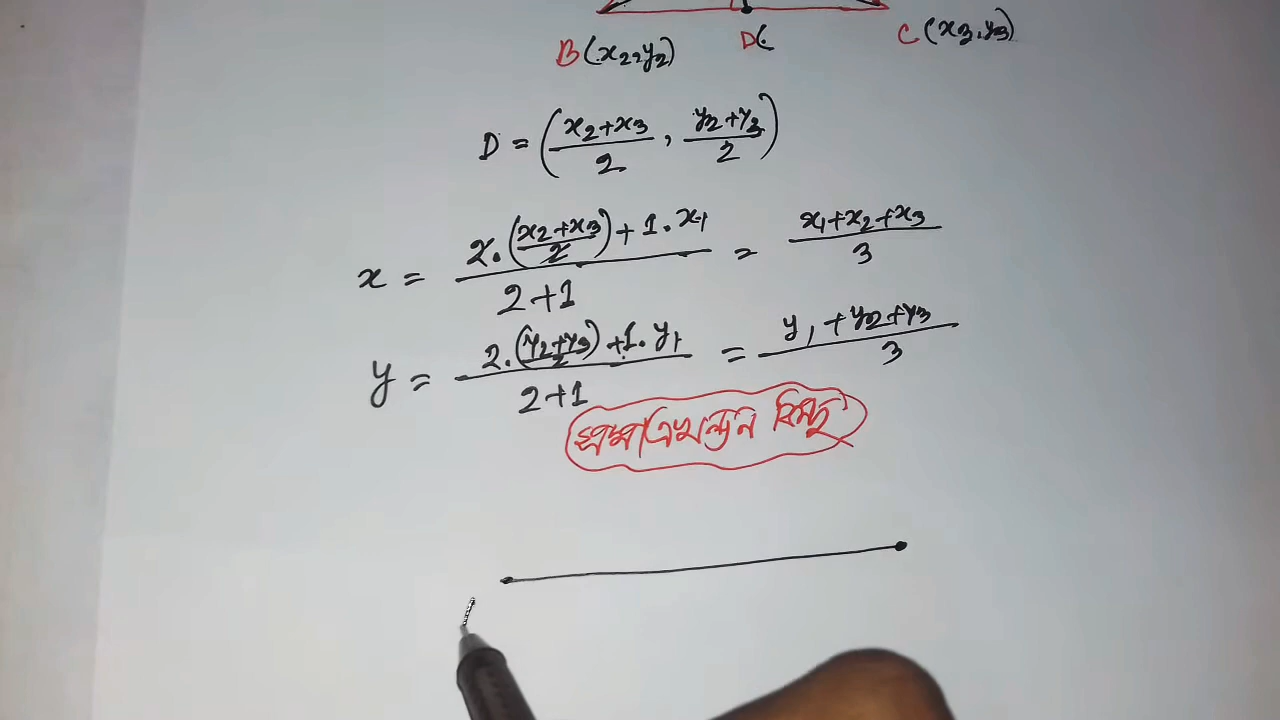 B(x₂,y₂) D( C(x₃,y₃)
D = ((x₂+x₃)/2, (y₂+y₃)/2)
x = (2.((x₂+x₃)/2)+1.x₁)/(2+1) = (x₁+x₂+x₃)/3
y = (2.((y₂+y₃)/2)+1.y₁)/(2+1) = (y₁+y₂+y₃)/3